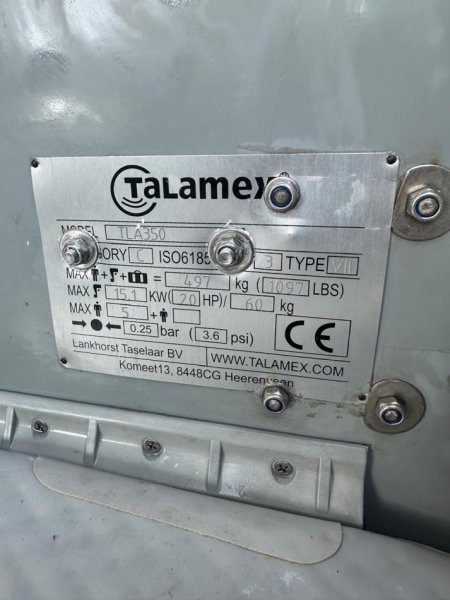 TALAMEX
MODEL TLA350
GORY C ISO6185 3 TYPE VII
MAX + + = 497 kg (1097 LBS)
MAX 15,1 KW( 20 HP)/ 60 kg
MAX 5 +
0.25 bar ( 3.6 psi)
CE
Lankhorst Taselaar BV
WWW.TALAMEX.COM
Komeet13, 8448CG Heerenveen